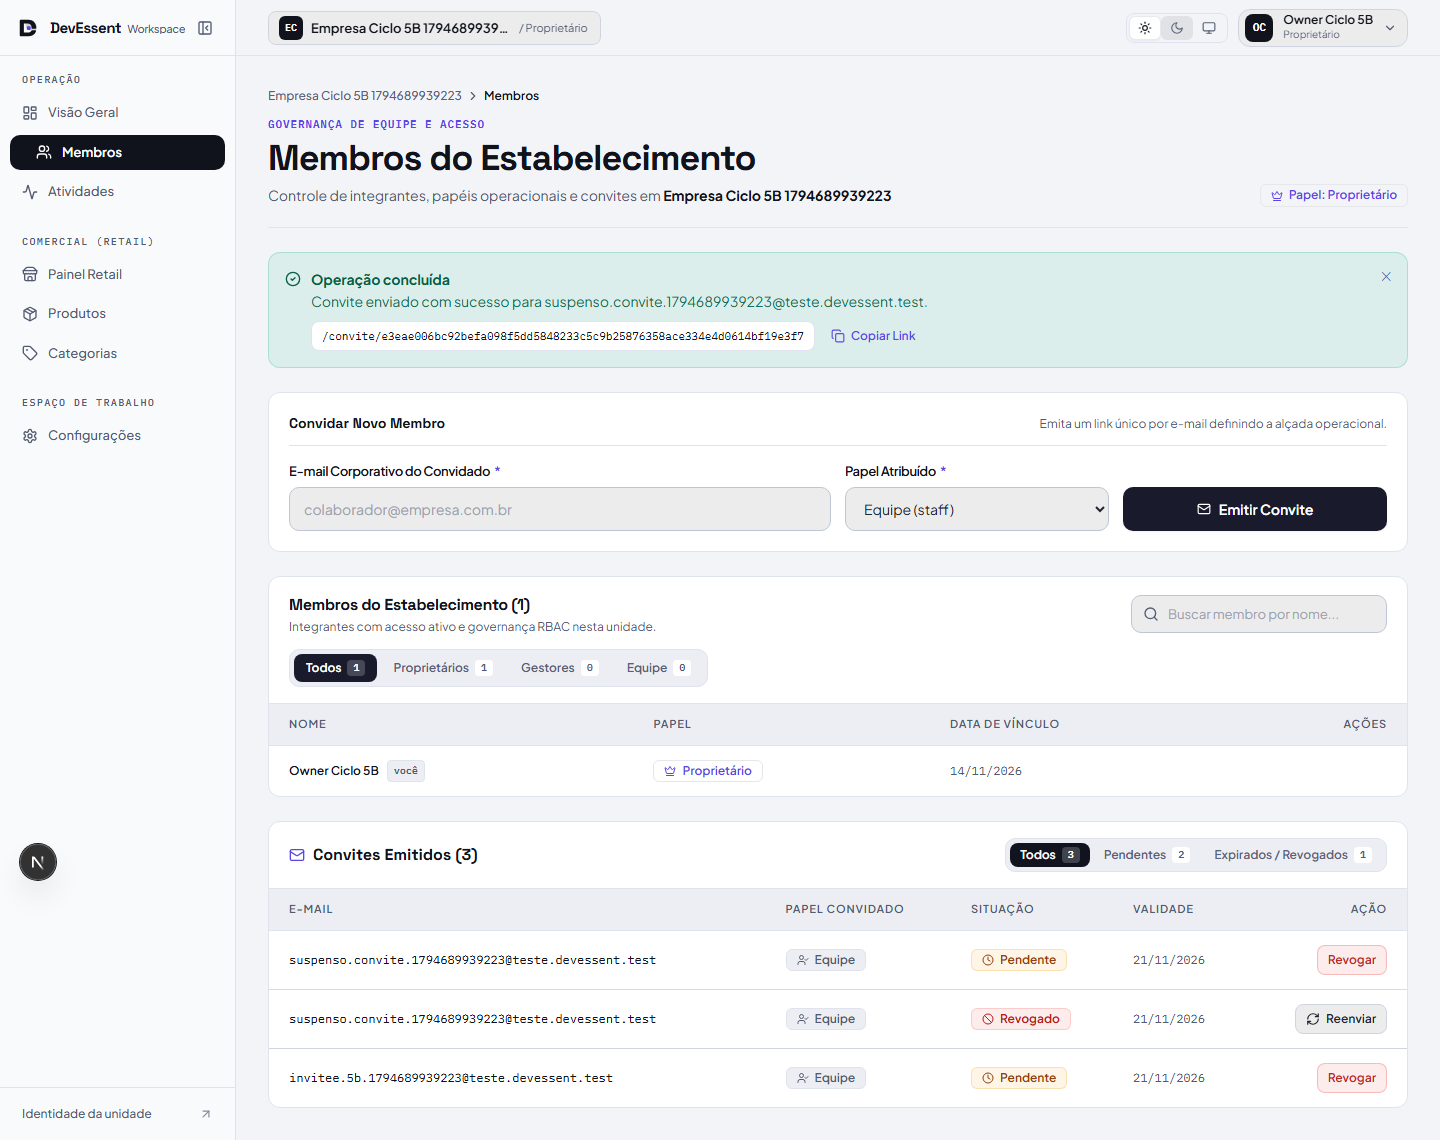 DevEssent Workspace
EC Empresa Ciclo 5B 1794689939... / Proprietário
Owner Ciclo 5B
OC
Proprietário
OPERAÇÃO
Visão Geral
Membros
Atividades
COMERCIAL (RETAIL)
Painel Retail
Produtos
Categorias
ESPAÇO DE TRABALHO
Configurações
N
Identidade da unidade
Empresa Ciclo 5B 1794689939223 > Membros
GOVERNANÇA DE EQUIPE E ACESSO
Membros do Estabelecimento
Controle de integrantes, papéis operacionais e convites em Empresa Ciclo 5B 1794689939223
Papel: Proprietário
Operação concluída
Convite enviado com sucesso para suspenso.convite.1794689939223@teste.devessent.test.
/convite/e3eae006bc92befa098f5dd5848233c5c9b25876358ace334e4d0614bf19e3f7 Copiar Link
Convidar Novo Membro
Emita um link único por e-mail definindo a alçada operacional.
E-mail Corporativo do Convidado *
Papel Atribuído *
colaborador@empresa.com.br
Equipe (staff)
Emitir Convite
Membros do Estabelecimento (1)
Integrantes com acesso ativo e governança RBAC nesta unidade.
Buscar membro por nome...
Todos 1 Proprietários 1 Gestores 0 Equipe 0
NOME PAPEL DATA DE VÍNCULO AÇÕES
Owner Ciclo 5B você Proprietário 14/11/2026
Convites Emitidos (3)
Todos 3 Pendentes 2 Expirados / Revogados 1
E-MAIL PAPEL CONVIDADO SITUAÇÃO VALIDADE AÇÃO
suspenso.convite.1794689939223@teste.devessent.test Equipe Pendente 21/11/2026 Revogar
suspenso.convite.1794689939223@teste.devessent.test Equipe Revogado 21/11/2026 Reenviar
invitee.5b.1794689939223@teste.devessent.test Equipe Pendente 21/11/2026 Revogar